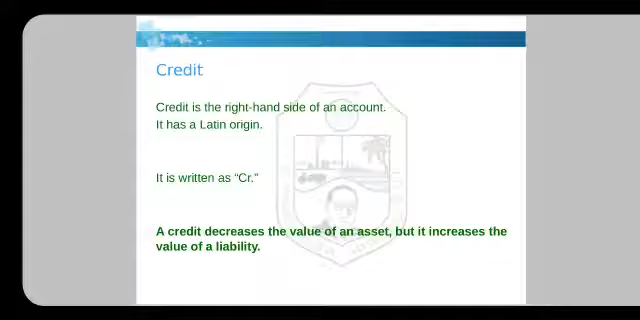 Credit
Credit is the right-hand side of an account.
It has a Latin origin.
It is written as “Cr.”
A credit decreases the value of an asset, but it increases the
value of a liability.